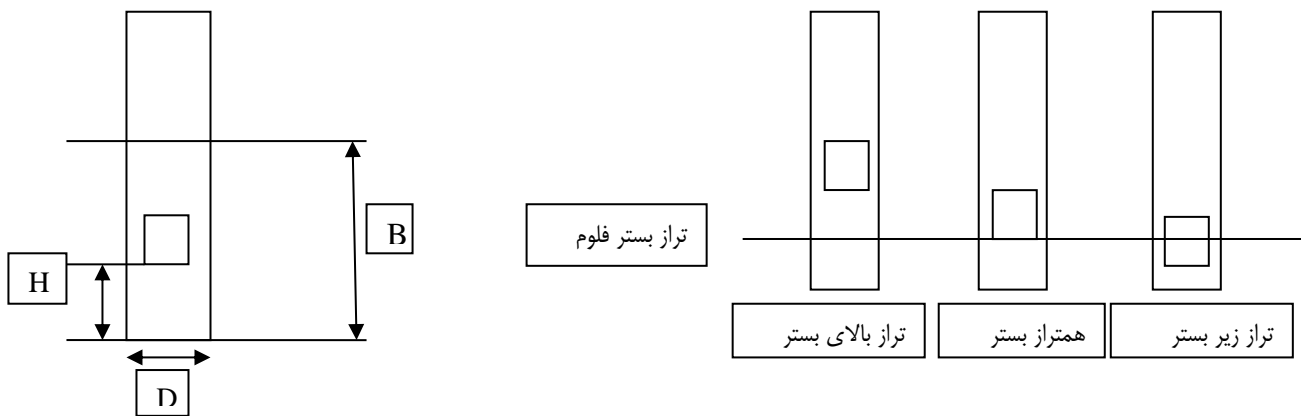 B
H
D
تراز بستر فلوم
تراز بالای بستر
همتراز بستر
تراز زیر بستر